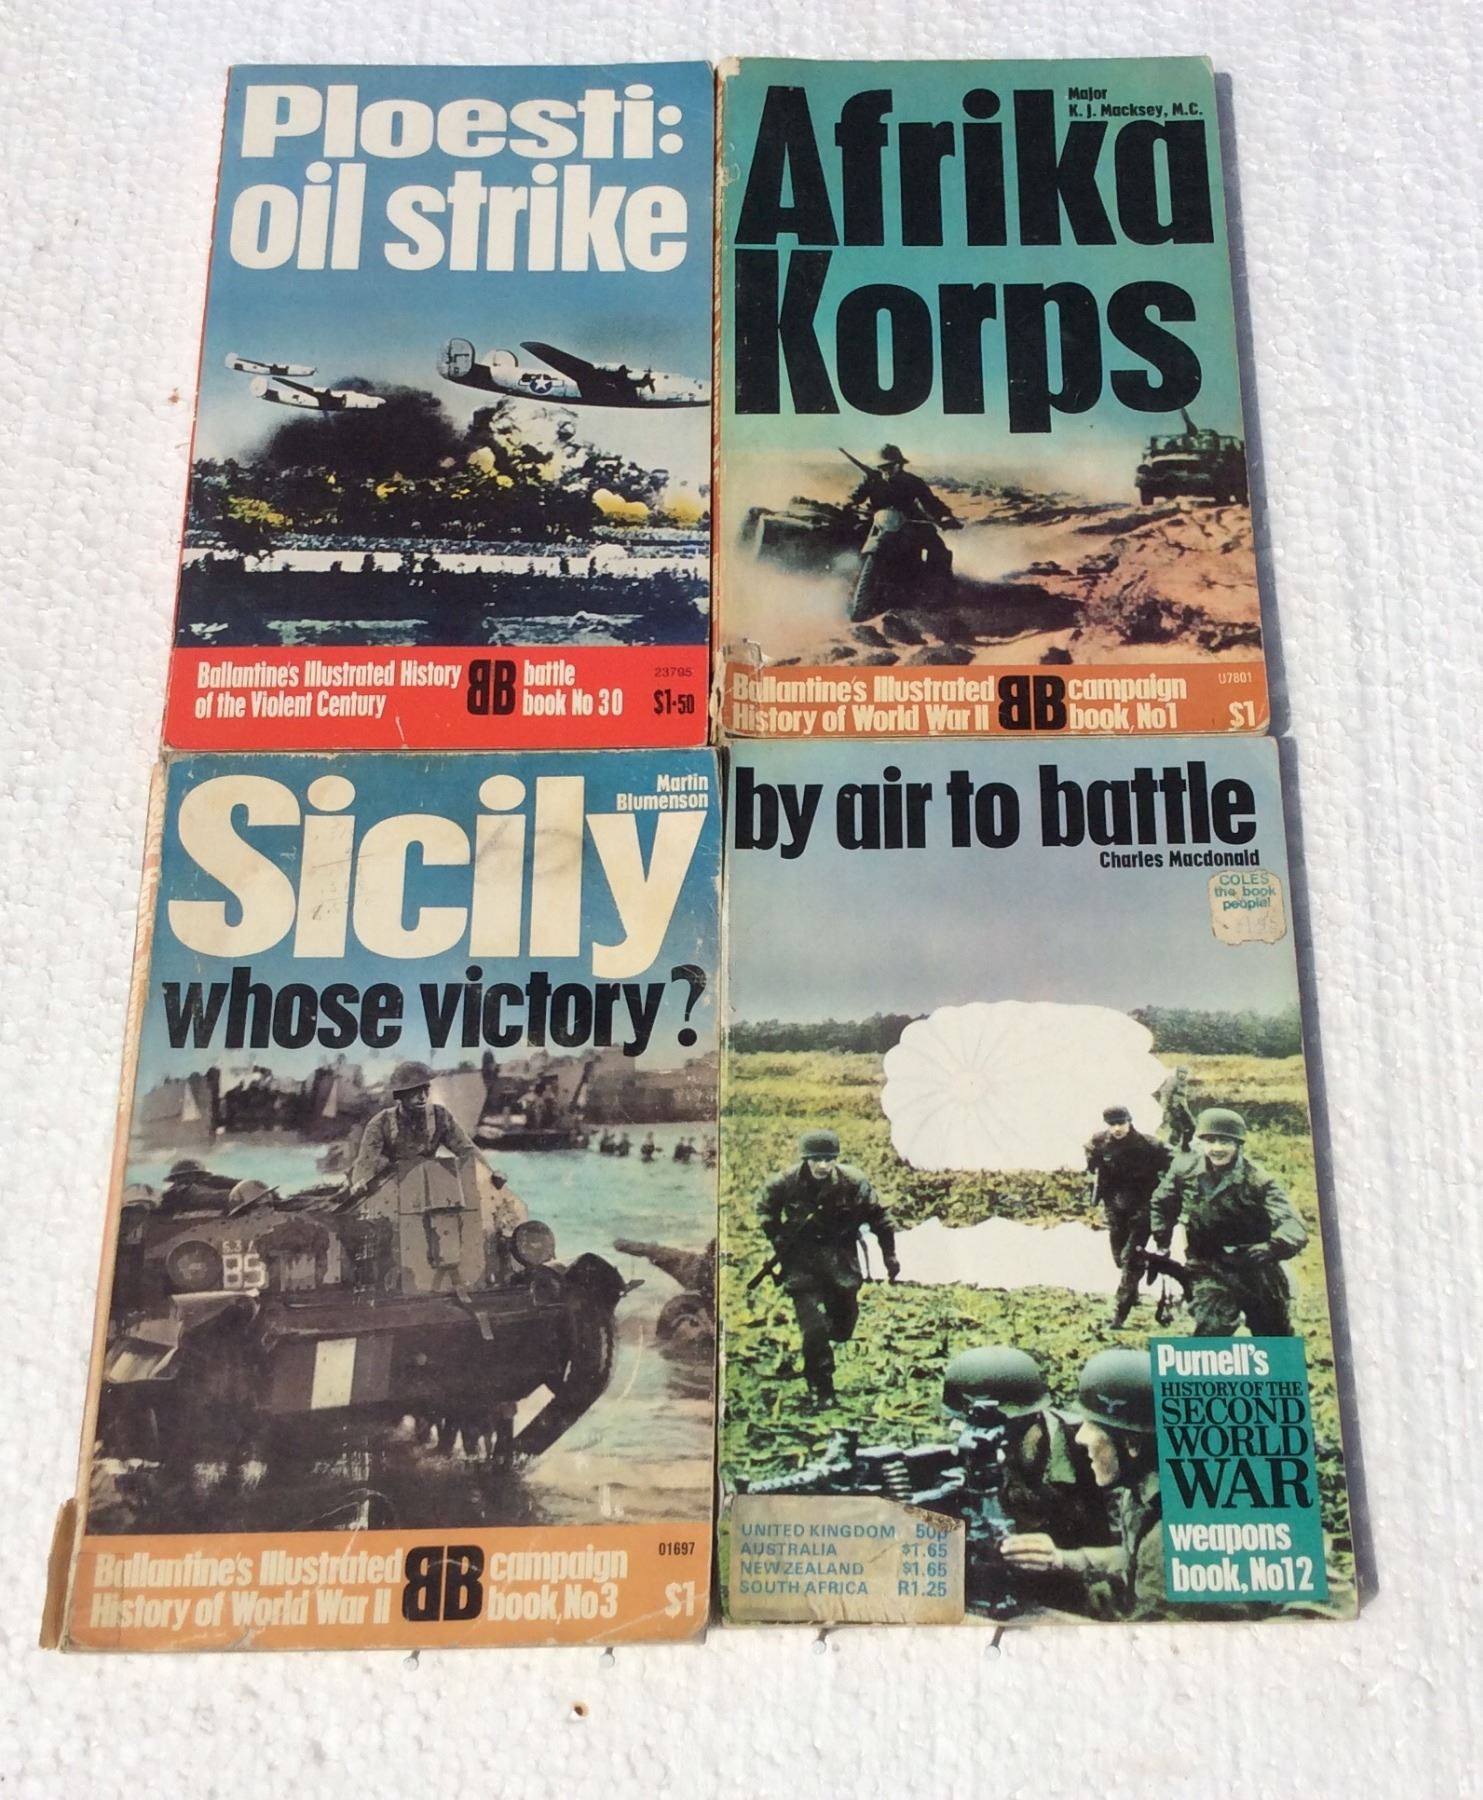 Ploesti:
oil strike
Ballantine's Illustrated History
of the Violent Century
BB
battle
book No 30
23795
$1·50
Major
K. J. Macksey, M.C.
Afrika
Korps
Ballantine's Illustrated
History of World War II
BB
campaign
book, No1
U7801
$1
Martin
Blumenson
Sicily
whose victory?
85
Ballantine's Illustrated
History of World War II
BB
campaign
book, No3
01697
$1
by air to battle
Charles Macdonald
COLES
the book
people!
Purnell's
HISTORY OF THE
SECOND
WORLD
WAR
weapons
book, No12
UNITED KINGDOM 50p
AUSTRALIA $1.65
NEW ZEALAND $1.65
SOUTH AFRICA R1.25